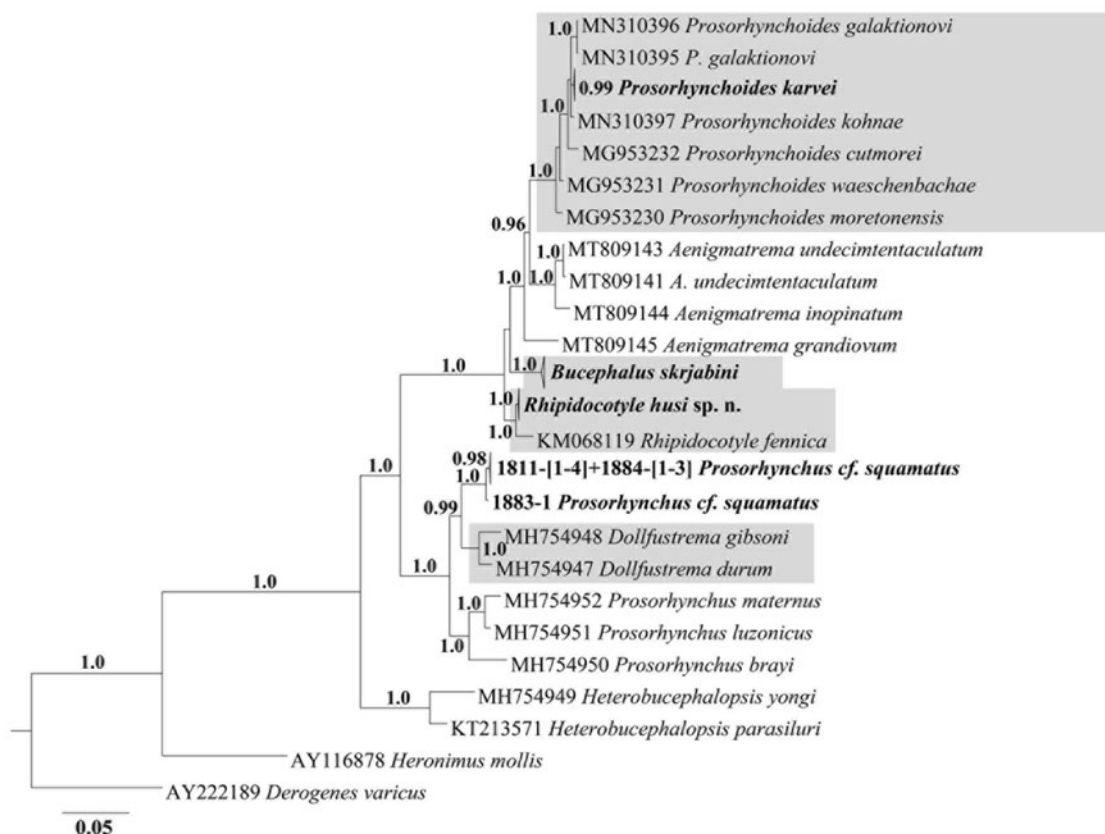 1.0 MN310396 Prosorhynchoides galaktionovi
MN310395 P. galaktionovi
0.99 Prosorhynchoides karvei
1.0
MN310397 Prosorhynchoides kohnae
MG953232 Prosorhynchoides cutmorei
1.0
MG953231 Prosorhynchoides waeschenbachae
MG953230 Prosorhynchoides moretonensis
0.96
1.0 MT809143 Aenigmatrema undecimtentaculatum
1.0 1.0 MT809141 A. undecimtentaculatum
MT809144 Aenigmatrema inopinatum
MT809145 Aenigmatrema grandiovum
1.0
1.0 Bucephalus skrjabini
1.0 Rhipidocotyle husi sp. n.
1.0 KM068119 Rhipidocotyle fennica
0.98
1.0 1811-[1-4]+1884-[1-3] Prosorhynchus cf. squamatus
1.0
1883-1 Prosorhynchus cf. squamatus
0.99
MH754948 Dollfustrema gibsoni
1.0
MH754947 Dollfustrema durum
1.0
1.0
MH754952 Prosorhynchus maternus
1.0
MH754951 Prosorhynchus luzonicus
1.0
MH754950 Prosorhynchus brayi
1.0
1.0 MH754949 Heterobucephalopsis yongi
KT213571 Heterobucephalopsis parasiluri
AY116878 Heronimus mollis
AY222189 Derogenes varicus
0.05